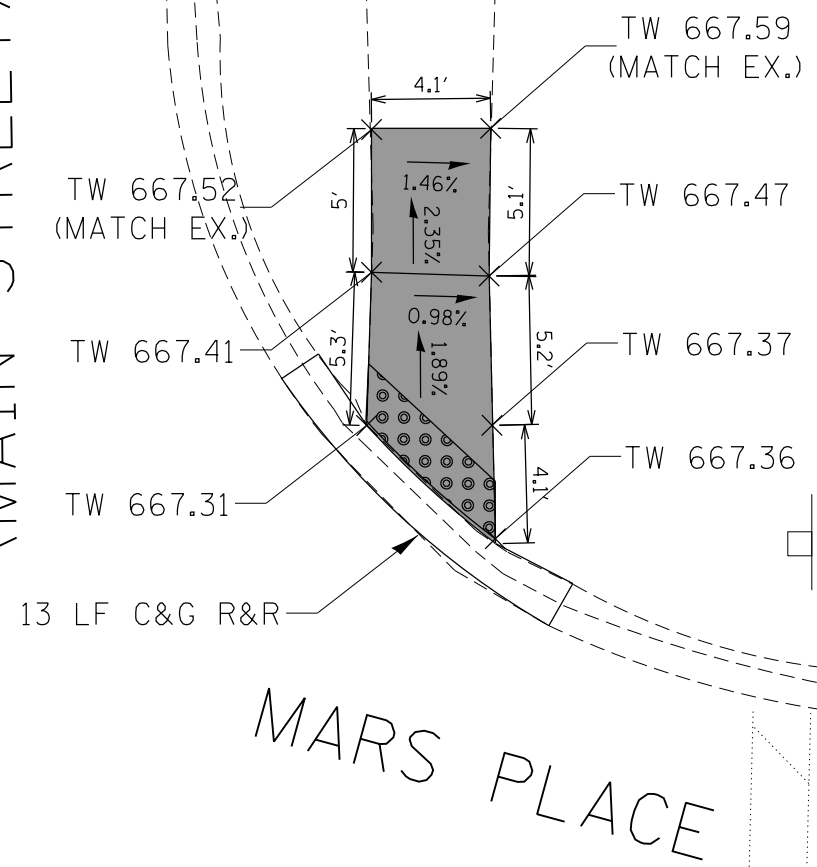 TW 667.59
(MATCH EX.)
4.1'
TW 667.52
(MATCH EX.)
1.46%
2.35%
5'
5.1'
TW 667.47
0.98%
1.89%
5.3'
5.2'
TW 667.41
TW 667.37
TW 667.36
4.1'
TW 667.31
13 LF C&G R&R
MARS PLACE